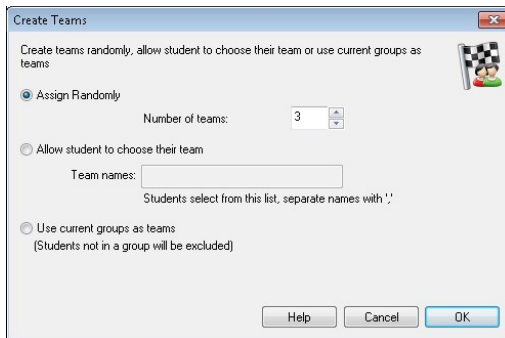 Create Teams
Create teams randomly, allow student to choose their team or use current groups as
teams
Assign Randomly
Number of teams: 3
Allow student to choose their team
Team names:
Students select from this list, separate names with ','
Use current groups as teams
(Students not in a group will be excluded)
Help Cancel OK